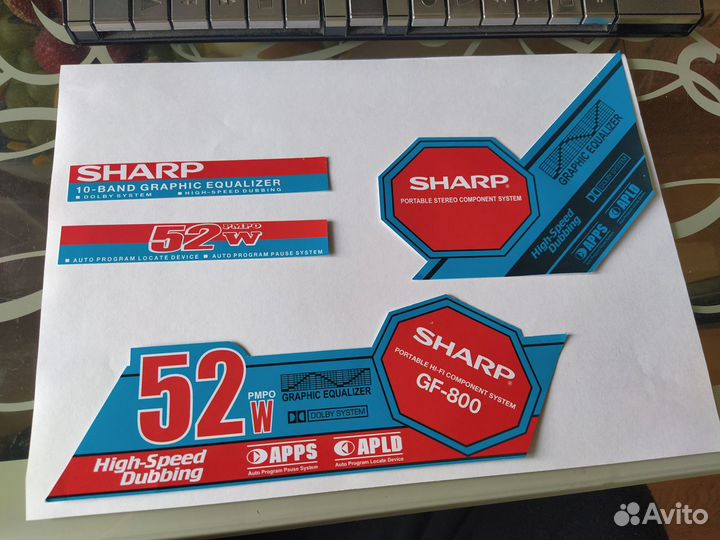 SHARP
10-BAND GRAPHIC EQUALIZER
■ DOLBY SYSTEM ■ HIGH-SPEED DUBBING
52 PMPO W
■ AUTO PROGRAM LOCATE DEVICE ■ AUTO PROGRAM PAUSE SYSTEM
SHARP®
PORTABLE STEREO COMPONENT SYSTEM
GRAPHIC EQUALIZER
DOLBY SYSTEM
High-Speed
Dubbing
APPS
APLD
52 PMPO W
GRAPHIC EQUALIZER
DOLBY SYSTEM
High-Speed
Dubbing
APPS
Auto Program Pause System
APLD
Auto Program Locate Device
SHARP®
PORTABLE HI-FI COMPONENT SYSTEM
GF-800
Avito